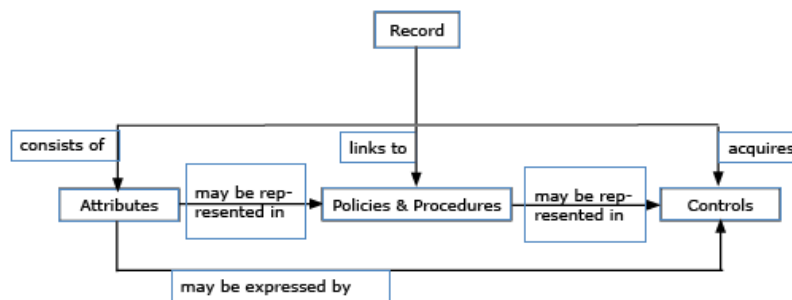 Record
consists of
links to
acquires
may be rep-
resented in
may be rep-
resented in
Attributes
Policies & Procedures
Controls
may be expressed by